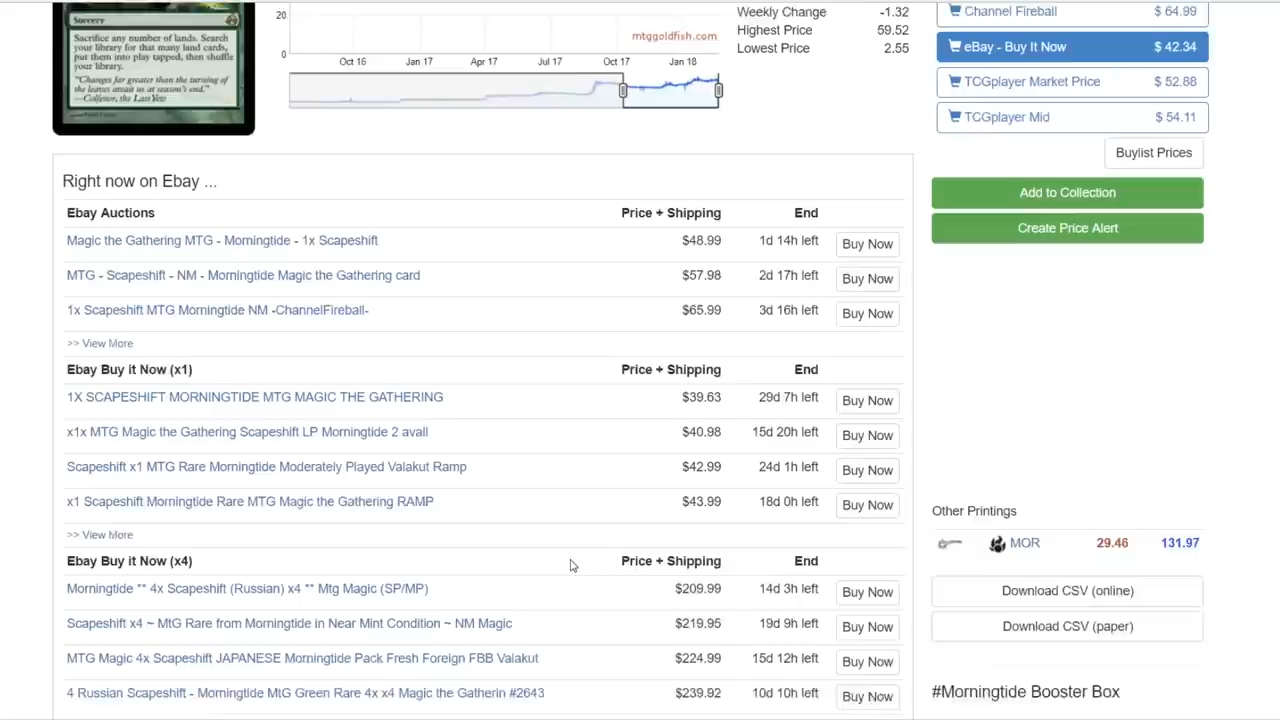 Sorcery
Sacrifice any number of lands. Search
your library for that many land cards,
put them into play tapped, then shuffle
your library.
"Changes far greater than the turning of
the leaves await us at season's end."
—Colfenor, the Last Yew
20
0
mtggoldfish.com
Oct 16 Jan 17 Apr 17 Jul 17 Oct 17 Jan 18
Weekly Change -1.32
Highest Price 59.52
Lowest Price 2.55
Channel Fireball $ 64.99
eBay - Buy It Now $ 42.34
TCGplayer Market Price $ 52.88
TCGplayer Mid $ 54.11
Buylist Prices
Add to Collection
Create Price Alert
Right now on Ebay ...
Ebay Auctions Price + Shipping End
Magic the Gathering MTG - Morningtide - 1x Scapeshift $48.99 1d 14h left Buy Now
MTG - Scapeshift - NM - Morningtide Magic the Gathering card $57.98 2d 17h left Buy Now
1x Scapeshift MTG Morningtide NM -ChannelFireball- $65.99 3d 16h left Buy Now
>> View More
Ebay Buy it Now (x1) Price + Shipping End
1X SCAPESHIFT MORNINGTIDE MTG MAGIC THE GATHERING $39.63 29d 7h left Buy Now
x1x MTG Magic the Gathering Scapeshift LP Morningtide 2 avall $40.98 15d 20h left Buy Now
Scapeshift x1 MTG Rare Morningtide Moderately Played Valakut Ramp $42.99 24d 1h left Buy Now
x1 Scapeshift Morningtide Rare MTG Magic the Gathering RAMP $43.99 18d 0h left Buy Now
>> View More
Ebay Buy it Now (x4) Price + Shipping End
Morningtide ** 4x Scapeshift (Russian) x4 ** Mtg Magic (SP/MP) $209.99 14d 3h left Buy Now
Scapeshift x4 ~ MtG Rare from Morningtide in Near Mint Condition ~ NM Magic $219.95 19d 9h left Buy Now
MTG Magic 4x Scapeshift JAPANESE Morningtide Pack Fresh Foreign FBB Valakut $224.99 15d 12h left Buy Now
4 Russian Scapeshift - Morningtide MtG Green Rare 4x x4 Magic the Gatherin #2643 $239.92 10d 10h left Buy Now
Other Printings
MOR 29.46 131.97
Download CSV (online)
Download CSV (paper)
#Morningtide Booster Box